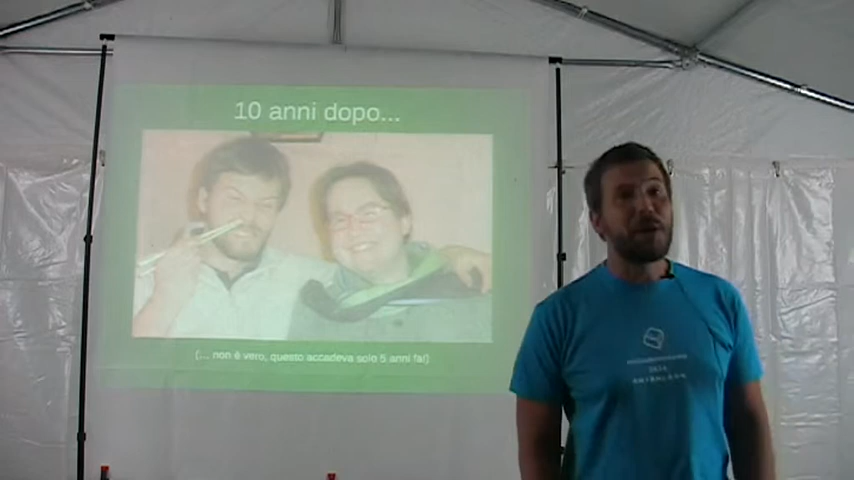 10 anni dopo...
(... non è vero, questo accadeva solo 5 anni fa!)